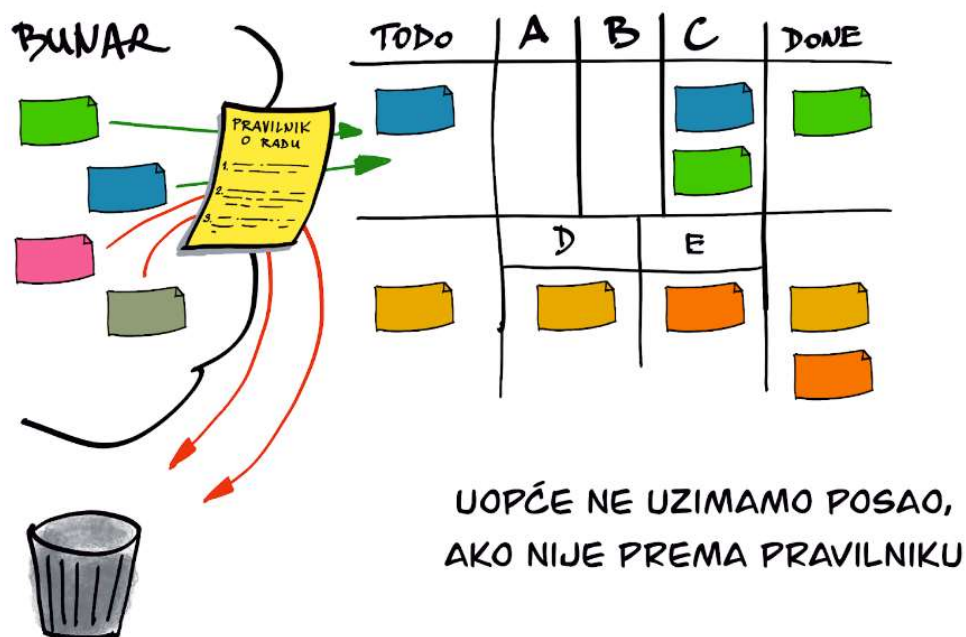 BUNAR
TODO A B C DONE
PRAVILNIK
O RADU
1.
2.
3.
D E
UOPĆE NE UZIMAMO POSAO,
AKO NIJE PREMA PRAVILNIKU